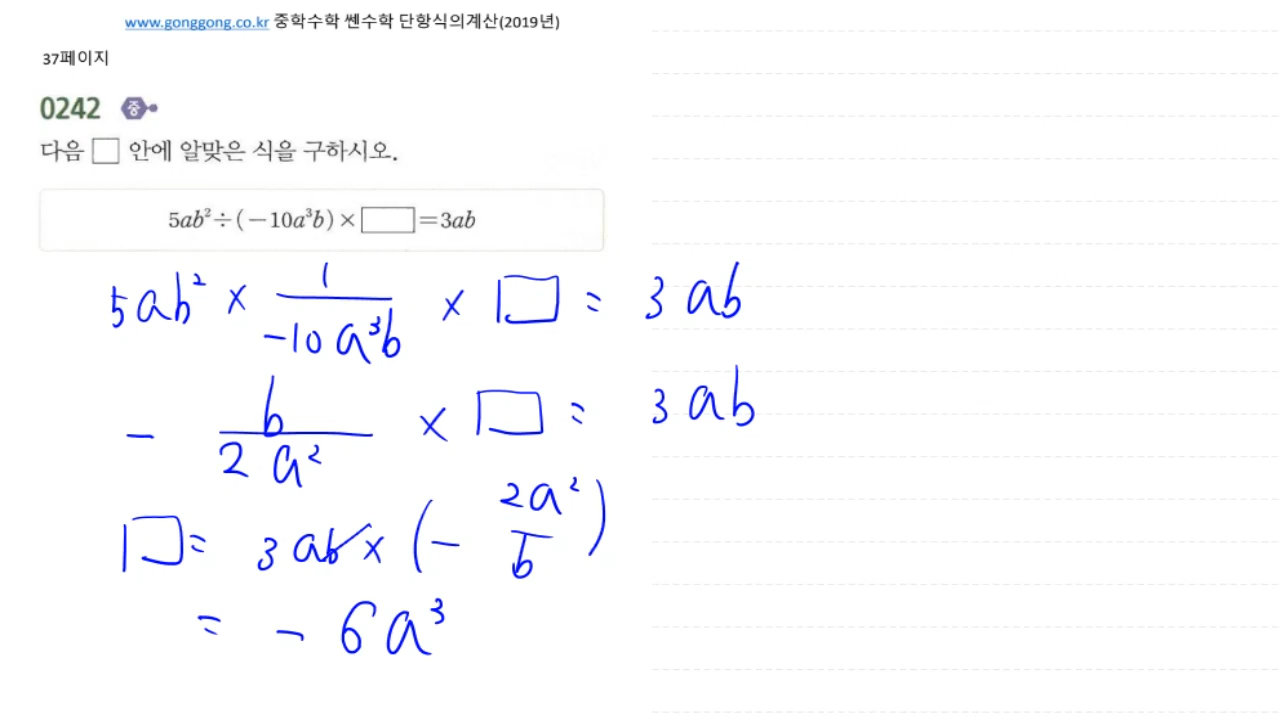 www.gonggong.co.kr 중학수학 쎈수학 단항식의계산(2019년)
37페이지
0242 중
다음 □ 안에 알맞은 식을 구하시오.
5ab²÷(−10a³b)×□=3ab
5ab² × 1/(-10a³b) × □ = 3ab
- b/(2a²) × □ = 3ab
□ = 3ab × (- 2a²/b)
= - 6a³